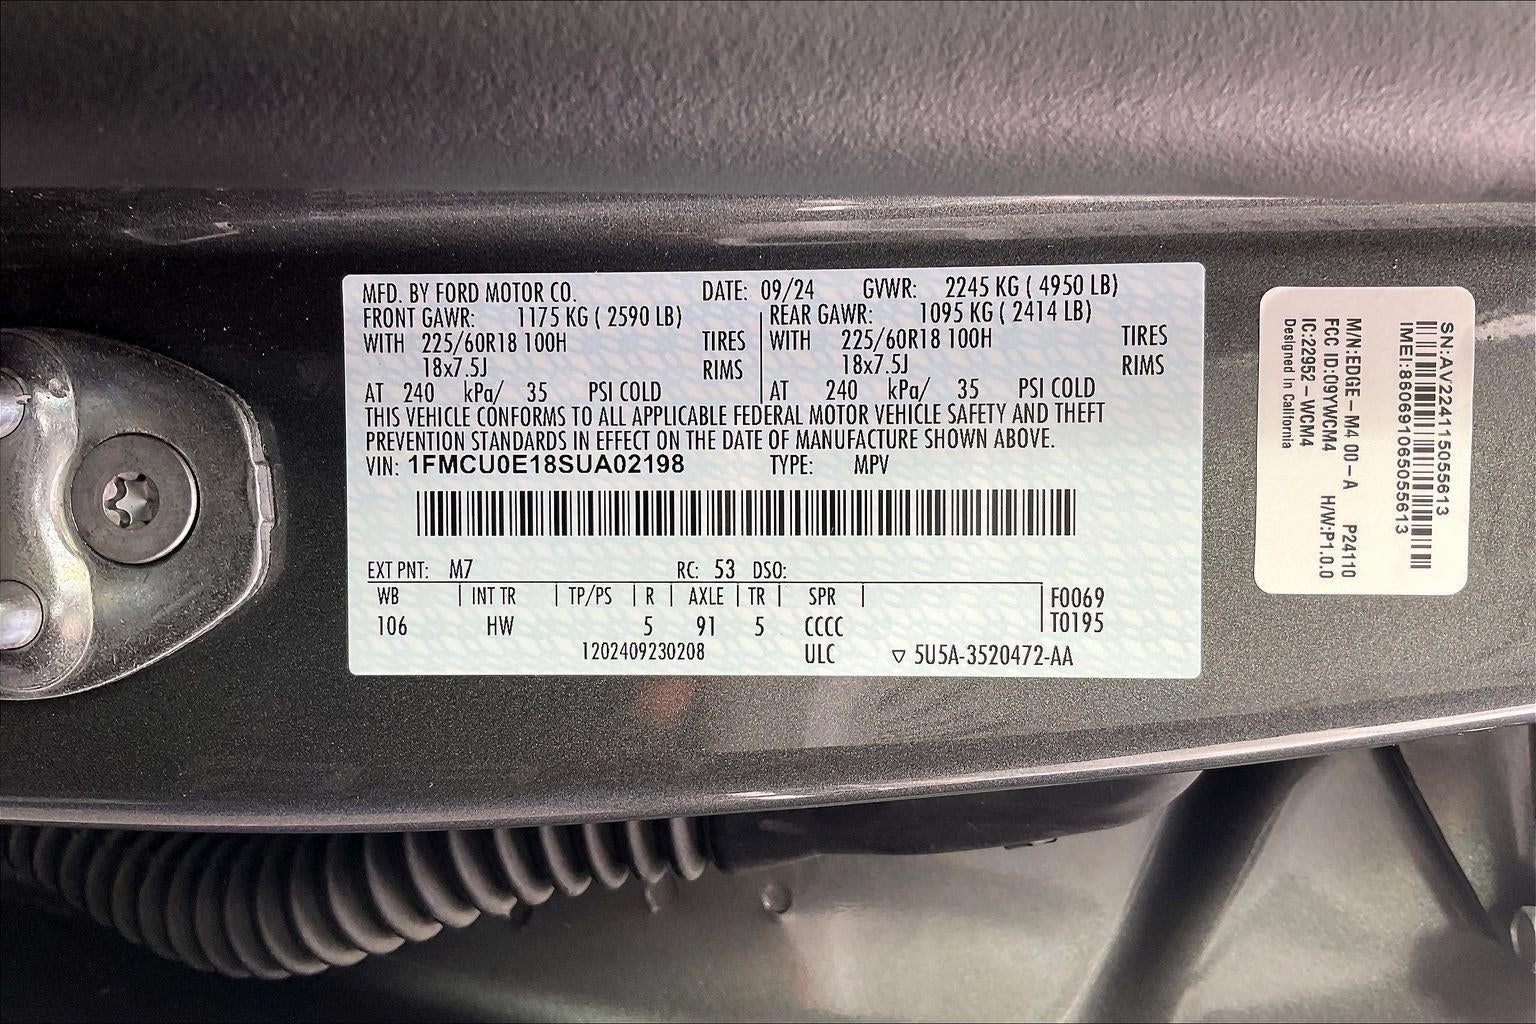 MFD. BY FORD MOTOR CO. DATE: 09/24 GVWR: 2245 KG ( 4950 LB)
FRONT GAWR: 1175 KG ( 2590 LB) REAR GAWR: 1095 KG ( 2414 LB)
WITH 225/60R18 100H TIRES WITH 225/60R18 100H TIRES
18x7.5J RIMS 18x7.5J RIMS
AT 240 kPa/ 35 PSI COLD AT 240 kPa/ 35 PSI COLD
THIS VEHICLE CONFORMS TO ALL APPLICABLE FEDERAL MOTOR VEHICLE SAFETY AND THEFT
PREVENTION STANDARDS IN EFFECT ON THE DATE OF MANUFACTURE SHOWN ABOVE.
VIN: 1FMCU0E18SUA02198 TYPE: MPV
EXT PNT: M7 RC: 53 DSO:
WB INT TR TP/PS R AXLE TR SPR F0069
106 HW 5 91 5 CCCC T0195
1202409230208 ULC ▽ 5U5A-3520472-AA
SN:AV224115055613
IMEI:860691065055613
M/N:EDGE-M4 00-A P24110
FCC ID:O9YWCM4 H/W:P1.0.0
IC:22952-WCM4
Designed in California